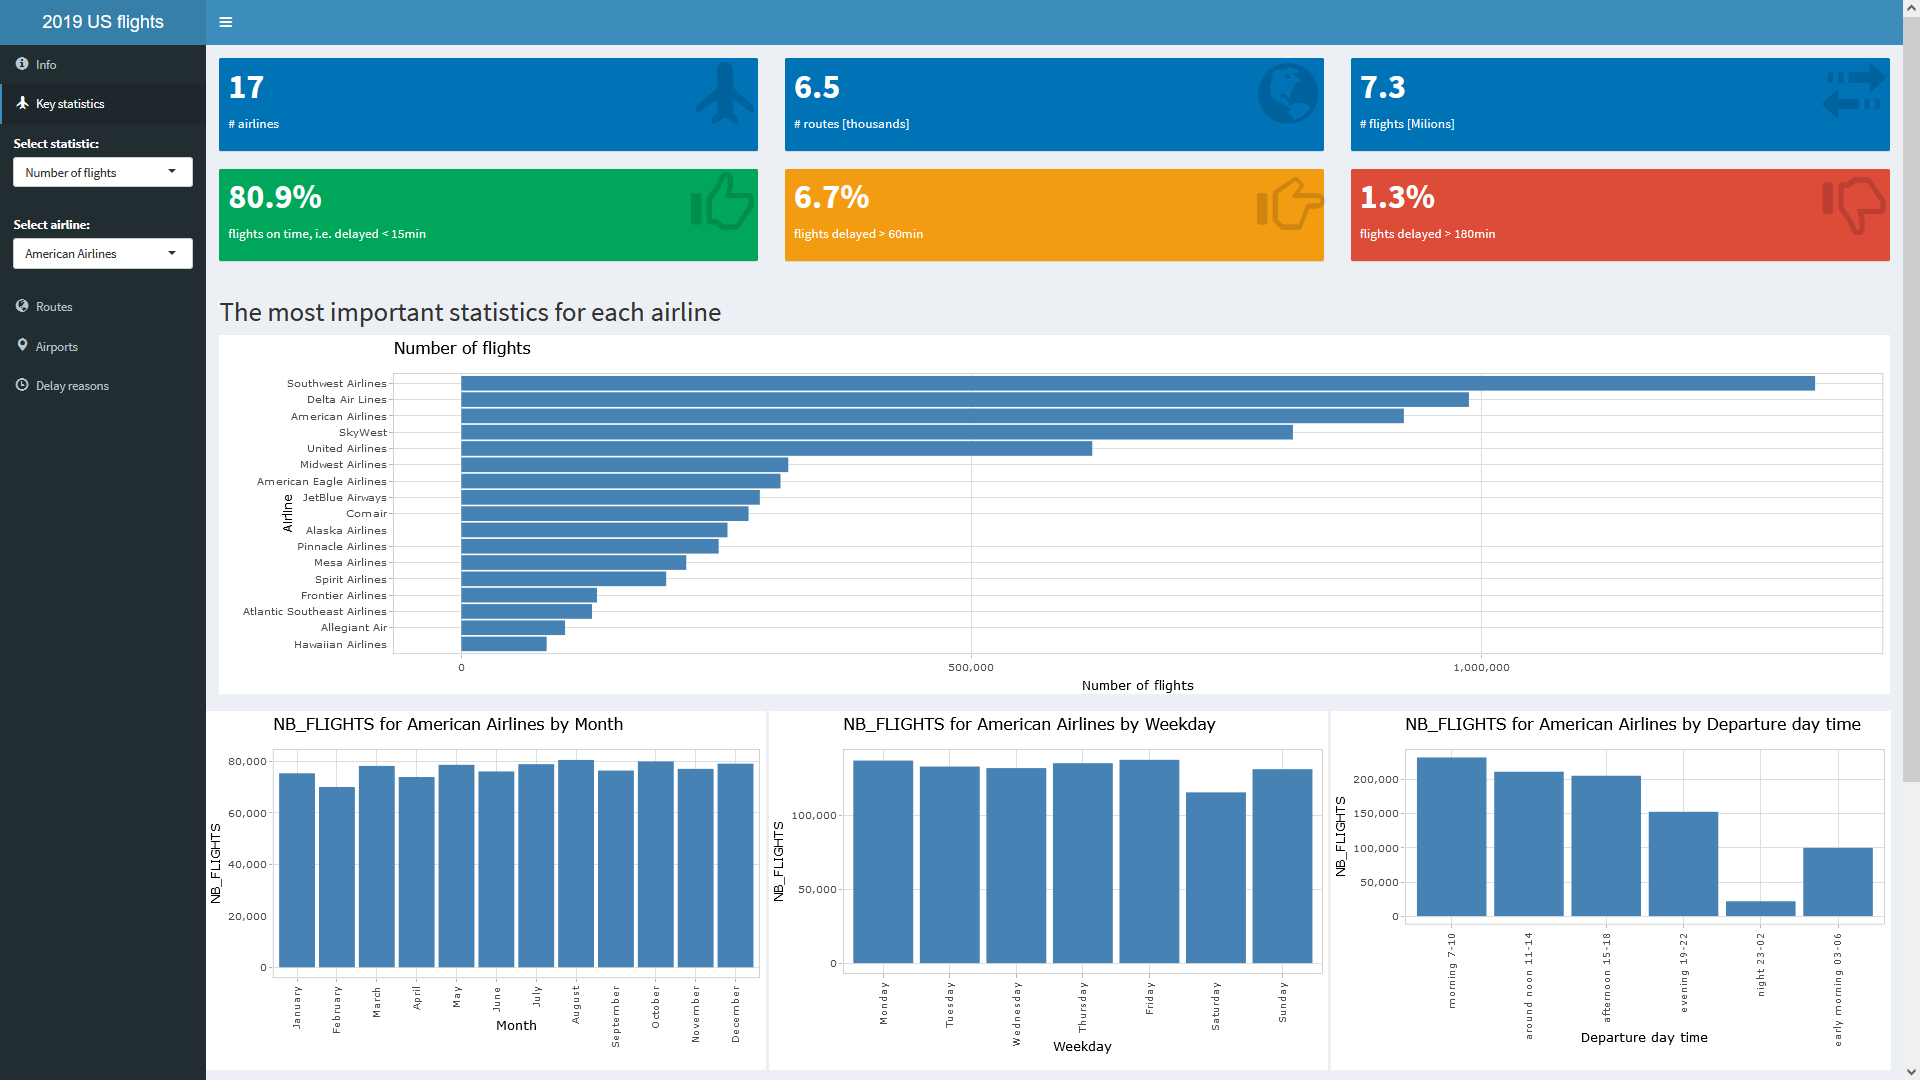 2019 US flights
Info
Key statistics
Select statistic:
Number of flights
Select airline:
American Airlines
Routes
Airports
Delay reasons
17
# airlines
6.5
# routes [thousands]
7.3
# flights [Milions]
80.9%
flights on time, i.e. delayed < 15min
6.7%
flights delayed > 60min
1.3%
flights delayed > 180min
The most important statistics for each airline
Number of flights
Airline
Southwest Airlines
Delta Air Lines
American Airlines
SkyWest
United Airlines
Midwest Airlines
American Eagle Airlines
JetBlue Airways
Comair
Alaska Airlines
Pinnacle Airlines
Mesa Airlines
Spirit Airlines
Frontier Airlines
Atlantic Southeast Airlines
Allegiant Air
Hawaiian Airlines
0 500,000 1,000,000
Number of flights
NB_FLIGHTS for American Airlines by Month
NB_FLIGHTS
80,000
60,000
40,000
20,000
0
January February March April May June July August September October November December
Month
NB_FLIGHTS for American Airlines by Weekday
NB_FLIGHTS
100,000
50,000
0
Monday Tuesday Wednesday Thursday Friday Saturday Sunday
Weekday
NB_FLIGHTS for American Airlines by Departure day time
NB_FLIGHTS
200,000
150,000
100,000
50,000
0
morning 7-10 around noon 11-14 afternoon 15-18 evening 19-22 night 23-02 early morning 03-06
Departure day time